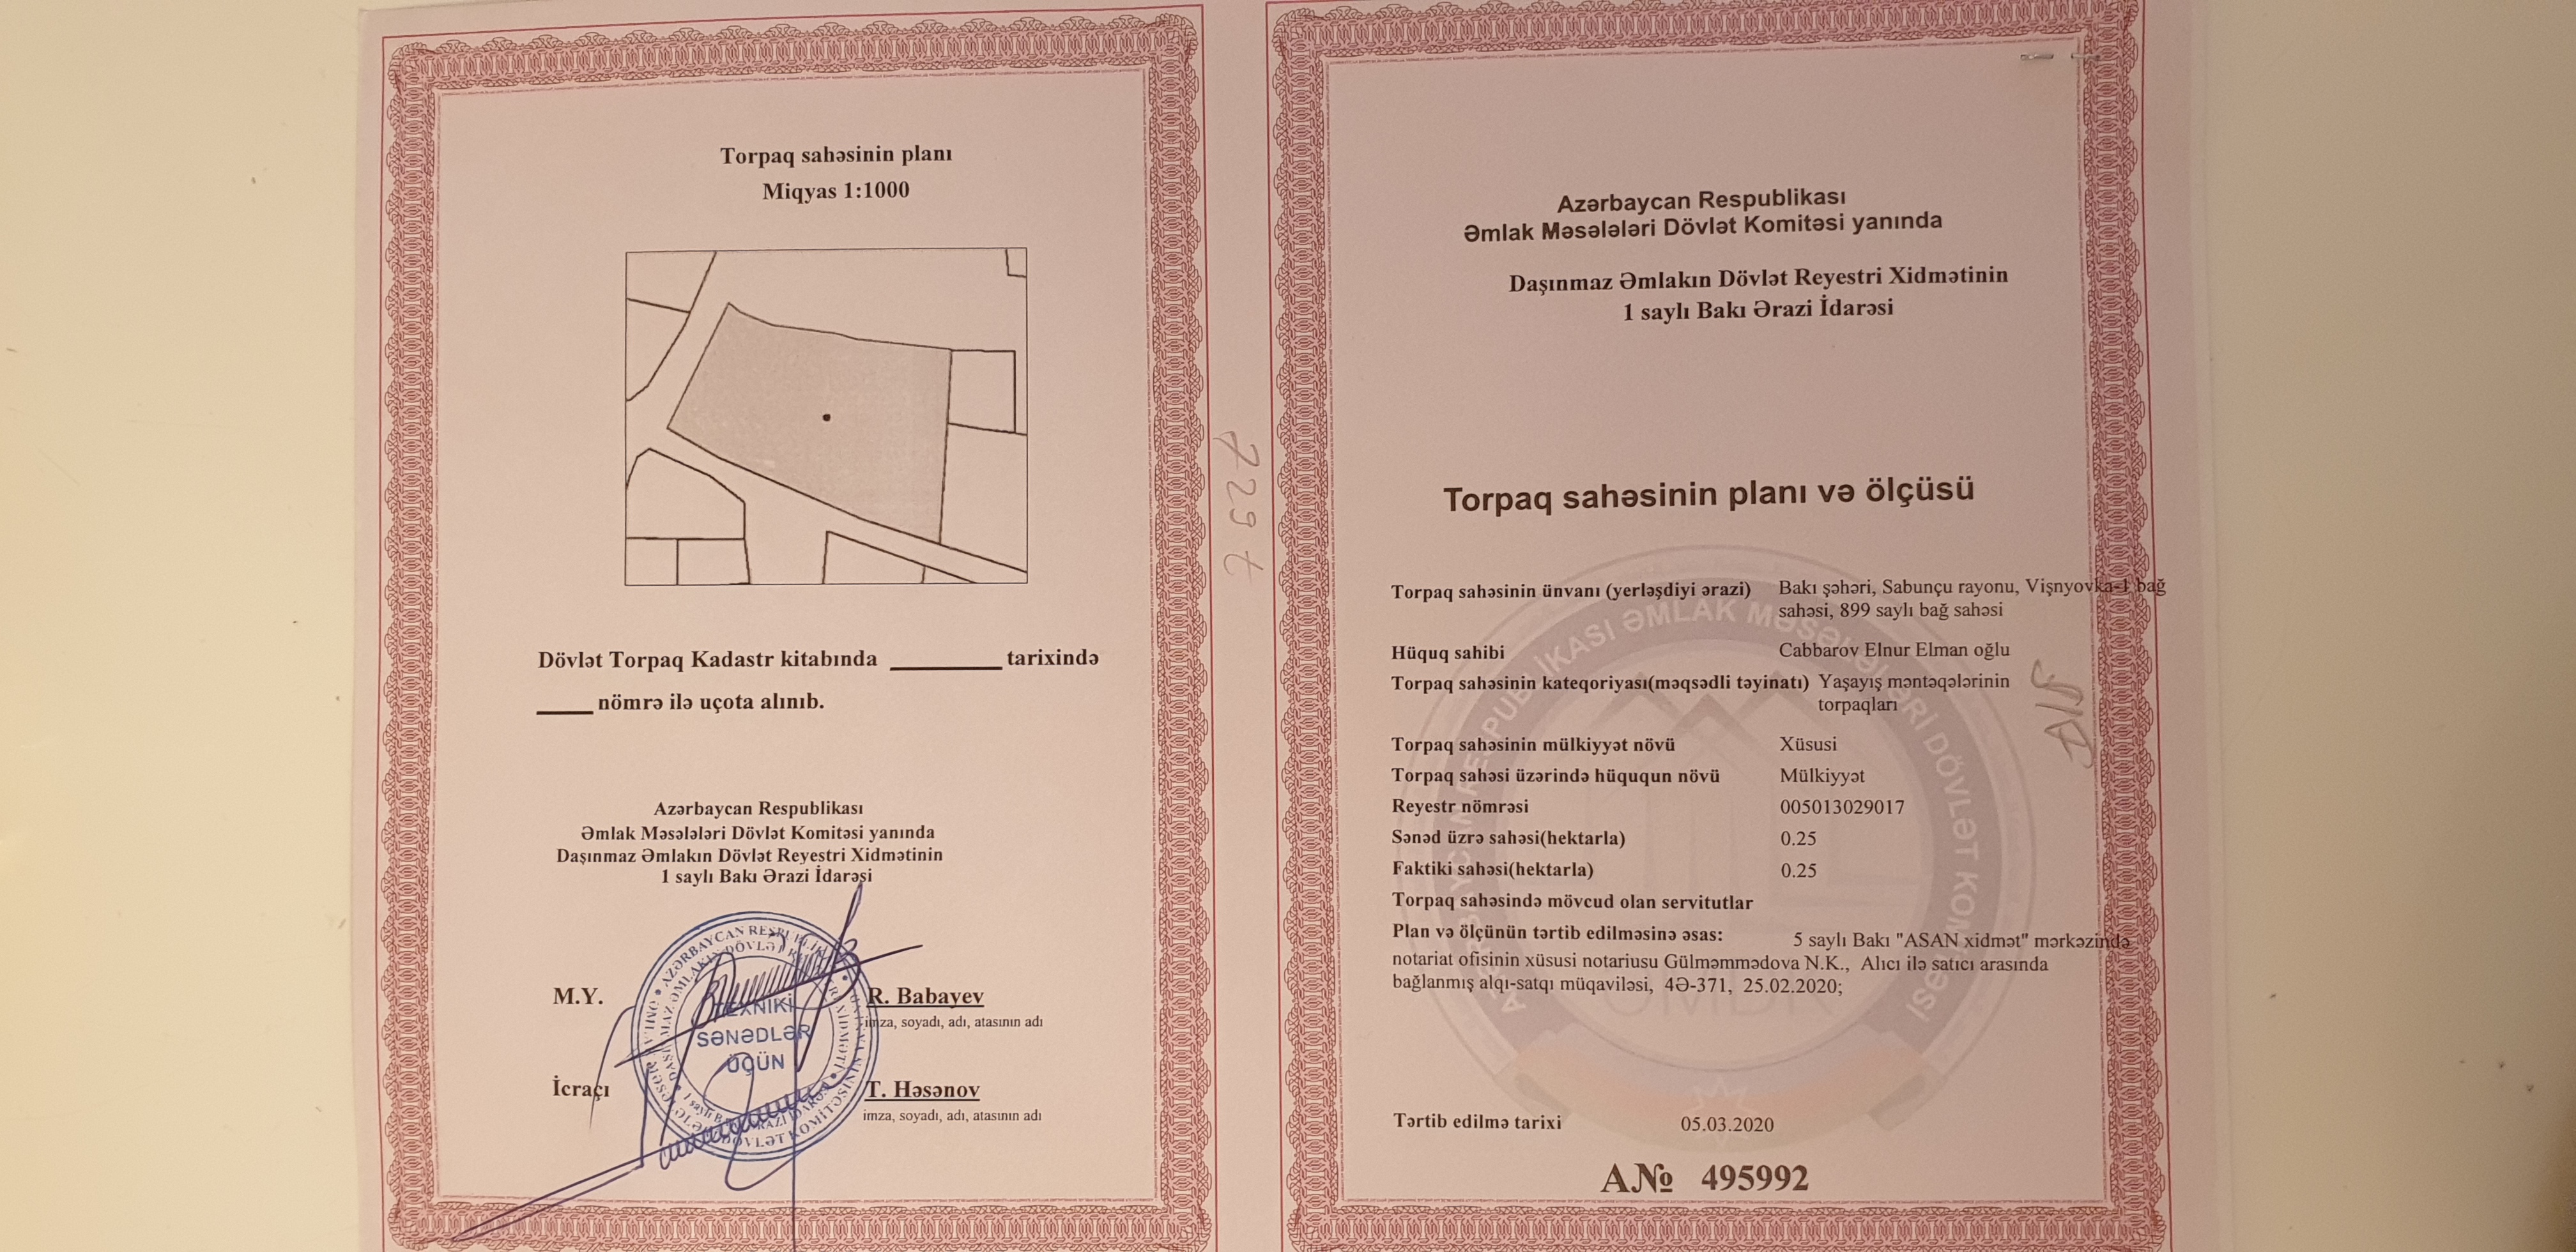 Torpaq sahəsinin planı
Miqyas 1:1000
Dövlət Torpaq Kadastr kitabında ________ tarixində
____ nömrə ilə uçota alınıb.
Azərbaycan Respublikası
Əmlak Məsələləri Dövlət Komitəsi yanında
Daşınmaz Əmlakın Dövlət Reyestri Xidmətinin
1 saylı Bakı Ərazi İdarəsi
M.Y.
R. Babayev
imza, soyadı, adı, atasının adı
TEXNİKİ
SƏNƏDLƏR
ÜÇÜN
İcraçı
T. Həsənov
imza, soyadı, adı, atasının adı
Azərbaycan Respublikası
Əmlak Məsələləri Dövlət Komitəsi yanında
Daşınmaz Əmlakın Dövlət Reyestri Xidmətinin
1 saylı Bakı Ərazi İdarəsi
Torpaq sahəsinin planı və ölçüsü
Torpaq sahəsinin ünvanı (yerləşdiyi ərazi) Bakı şəhəri, Sabunçu rayonu, Vişnyovka-1 bağ
sahəsi, 899 saylı bağ sahəsi
Hüquq sahibi Cabbarov Elnur Elman oğlu
Torpaq sahəsinin kateqoriyası(məqsədli təyinatı) Yaşayış məntəqələrinin
torpaqları
Torpaq sahəsinin mülkiyyət növü Xüsusi
Torpaq sahəsi üzərində hüququn növü Mülkiyyət
Reyestr nömrəsi 005013029017
Sənəd üzrə sahəsi(hektarla) 0.25
Faktiki sahəsi(hektarla) 0.25
Torpaq sahəsində mövcud olan servitutlar
Plan və ölçünün tərtib edilməsinə əsas: 5 saylı Bakı "ASAN xidmət" mərkəzində
notariat ofisinin xüsusi notariusu Gülməmmədova N.K., Alıcı ilə satıcı arasında
bağlanmış alqı-satqı müqaviləsi, 4Ə-371, 25.02.2020;
Tərtib edilmə tarixi 05.03.2020
A№ 495992